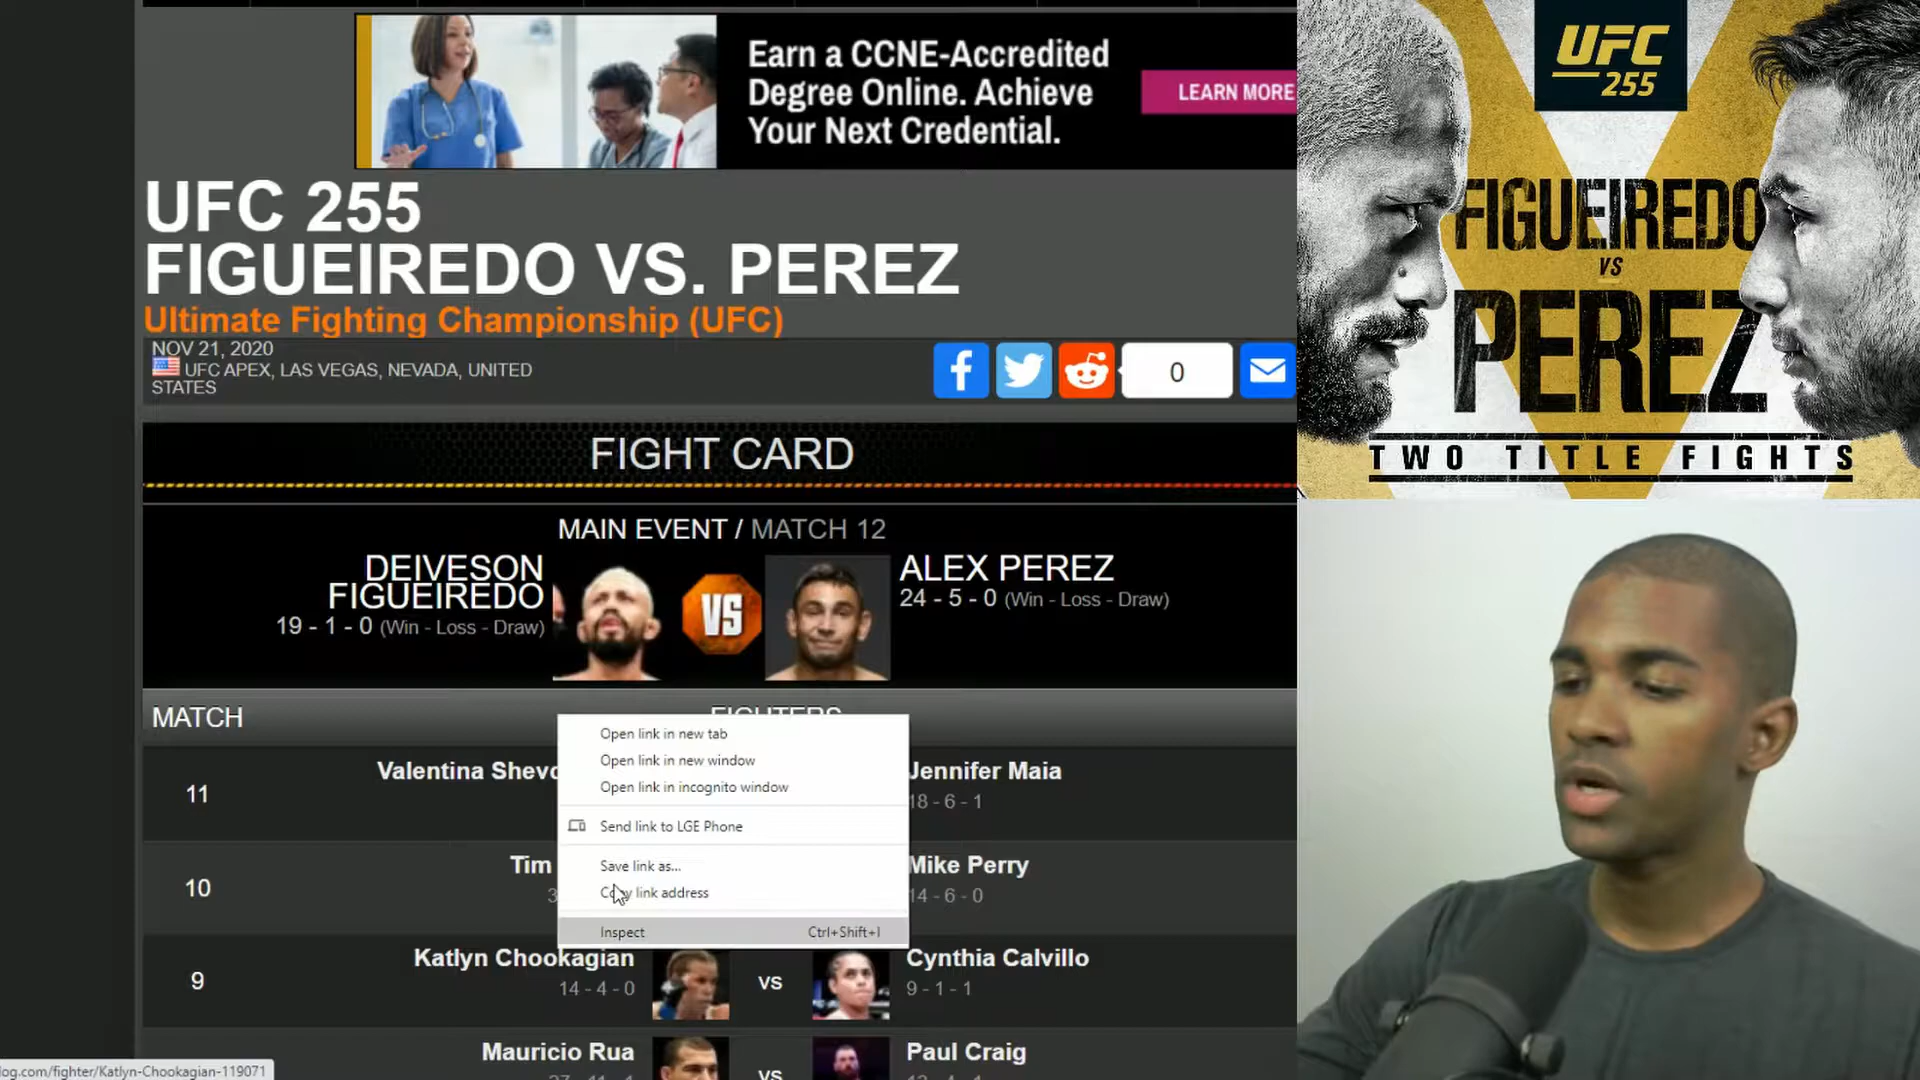 Earn a CCNE-Accredited
Degree Online. Achieve
Your Next Credential.
LEARN MORE
UFC 255
FIGUEIREDO VS. PEREZ
Ultimate Fighting Championship (UFC)
NOV 21, 2020
UFC APEX, LAS VEGAS, NEVADA, UNITED
STATES
0
FIGHT CARD
MAIN EVENT / MATCH 12
DEIVESON
FIGUEIREDO
19 - 1 - 0 (Win - Loss - Draw)
VS
ALEX PEREZ
24 - 5 - 0 (Win - Loss - Draw)
MATCH
FIGHTERS
11
Valentina Shevc
Jennifer Maia
18 - 6 - 1
10
Tim
3
Mike Perry
14 - 6 - 0
Open link in new tab
Open link in new window
Open link in incognito window
Send link to LGE Phone
Save link as...
Copy link address
Inspect Ctrl+Shift+I
9
Katlyn Chookagian
14 - 4 - 0
VS
Cynthia Calvillo
9 - 1 - 1
Mauricio Rua
VS
Paul Craig
log.com/fighter/Katlyn-Chookagian-119071
UFC
255
FIGUEIREDO
VS
PEREZ
TWO TITLE FIGHTS